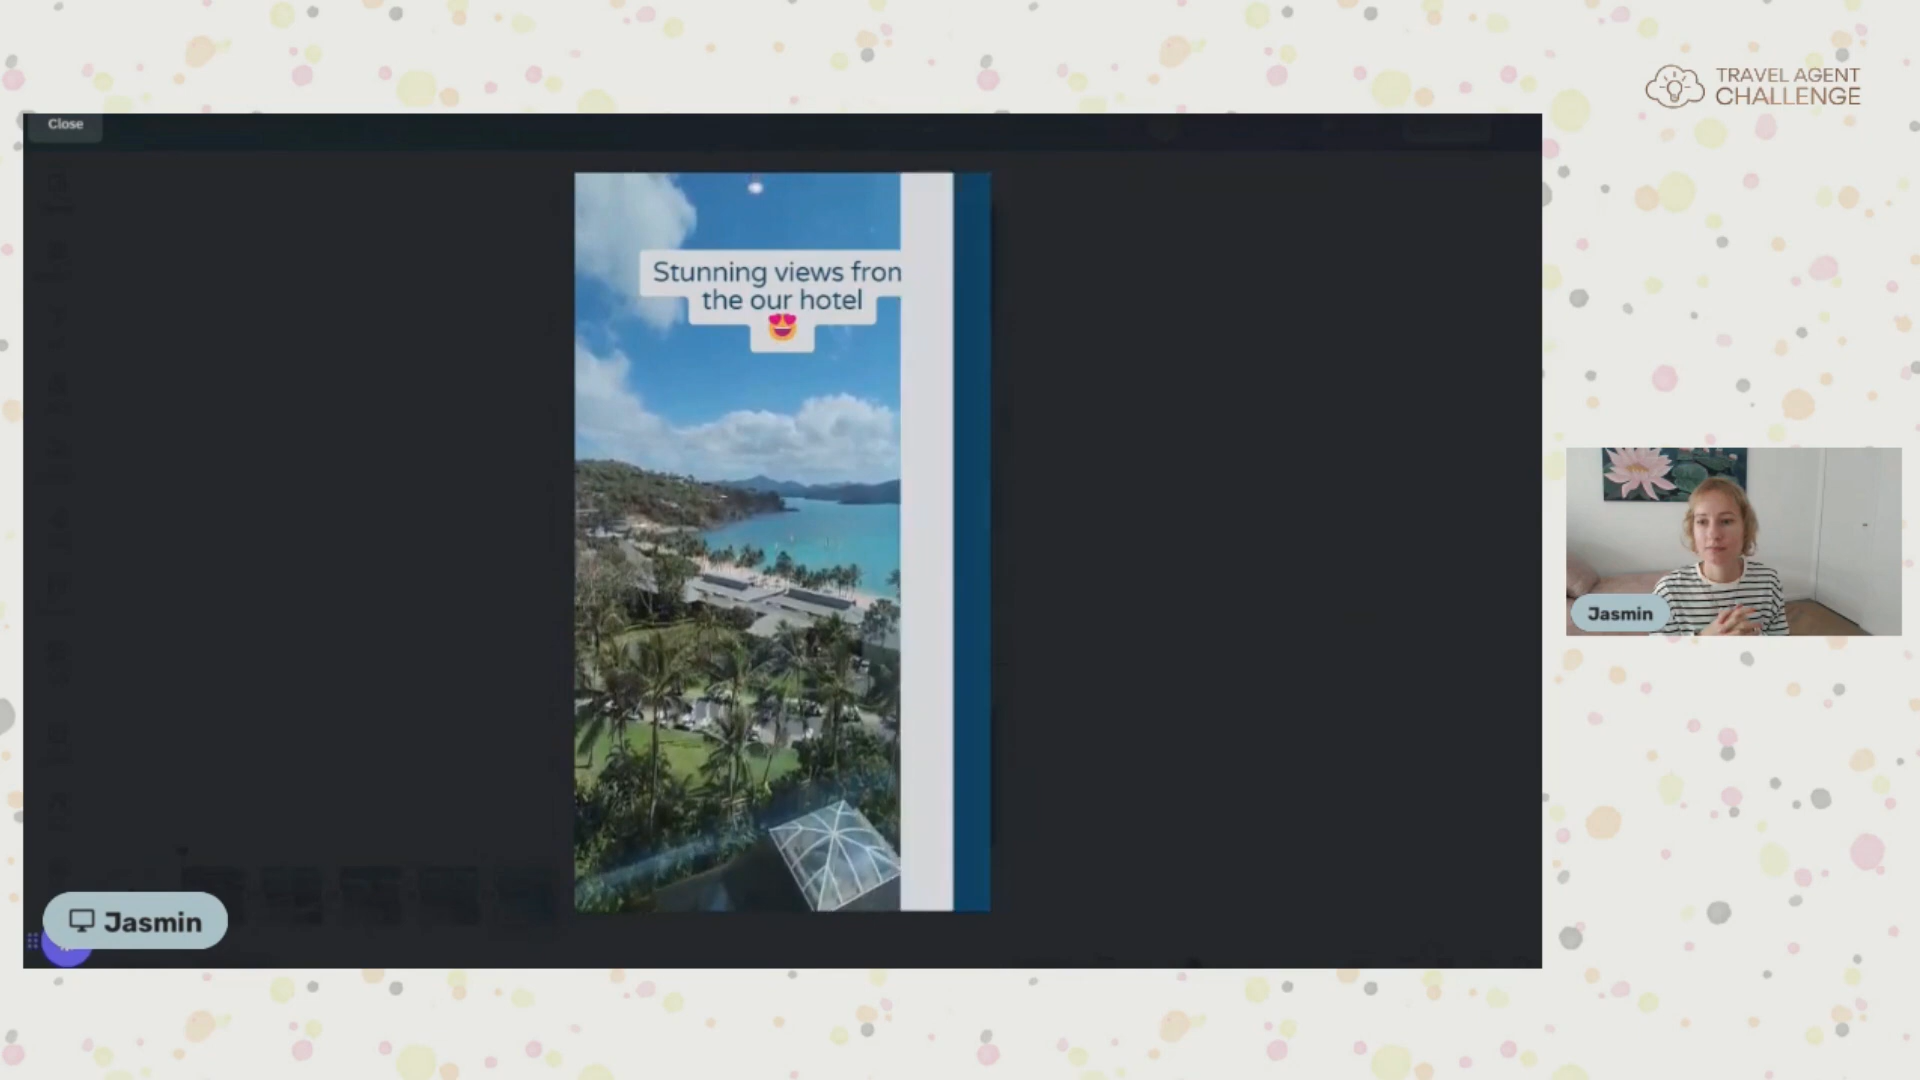 TRAVEL AGENT
CHALLENGE
Close
Stunning views fron
the our hotel
Jasmin
Jasmin